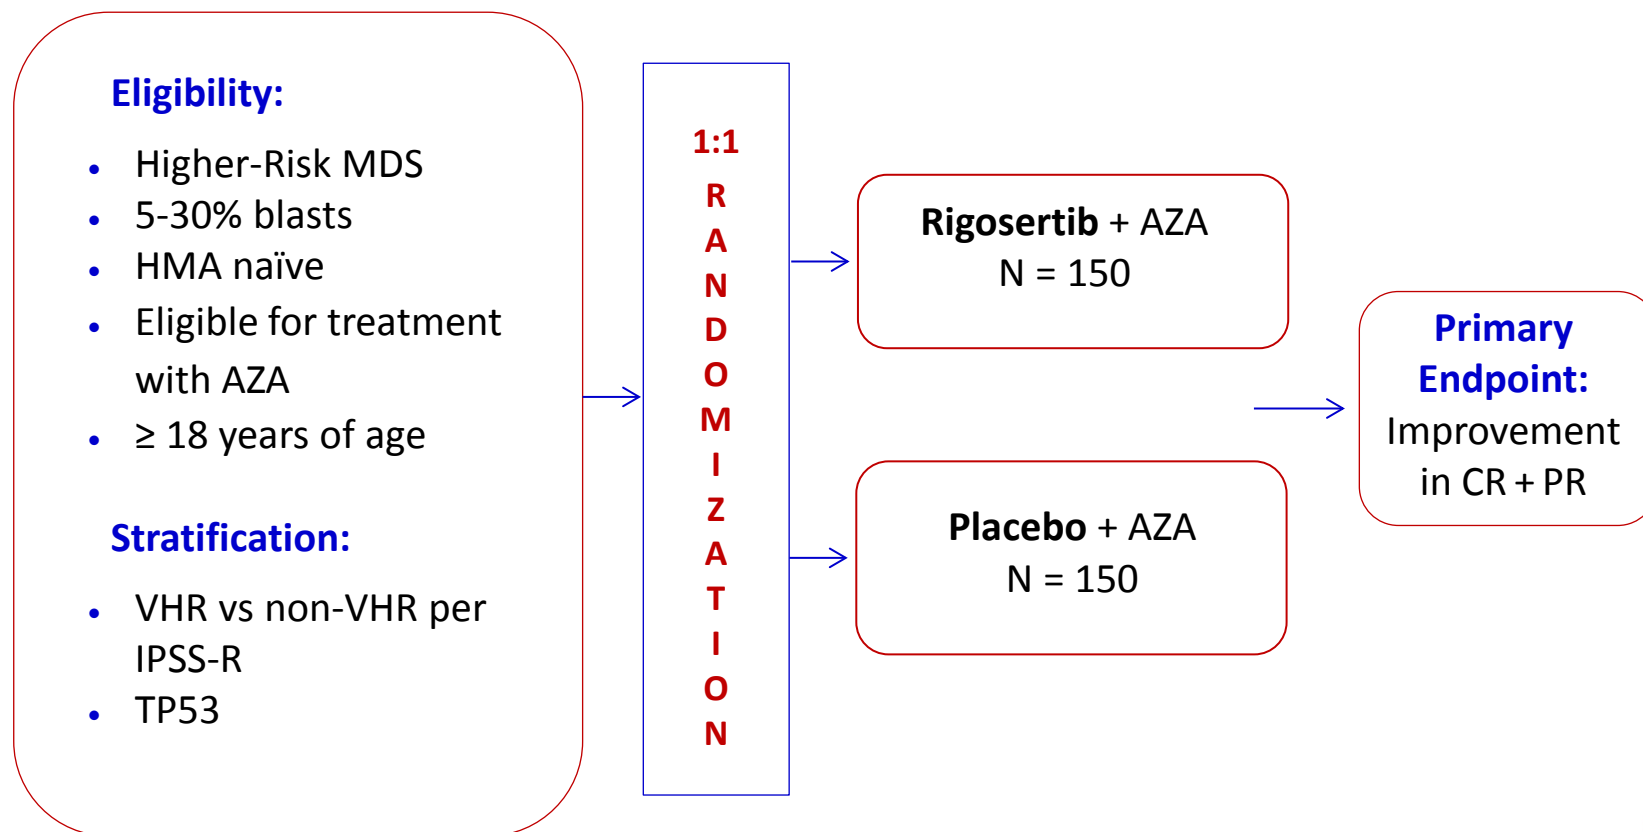 Eligibility:
• Higher-Risk MDS
• 5-30% blasts
• HMA naïve
• Eligible for treatment
with AZA
• ≥ 18 years of age
Stratification:
• VHR vs non-VHR per
IPSS-R
• TP53
1:1
R
A
N
D
O
M
I
Z
A
T
I
O
N
Rigosertib + AZA
N = 150
Placebo + AZA
N = 150
Primary
Endpoint:
Improvement
in CR + PR